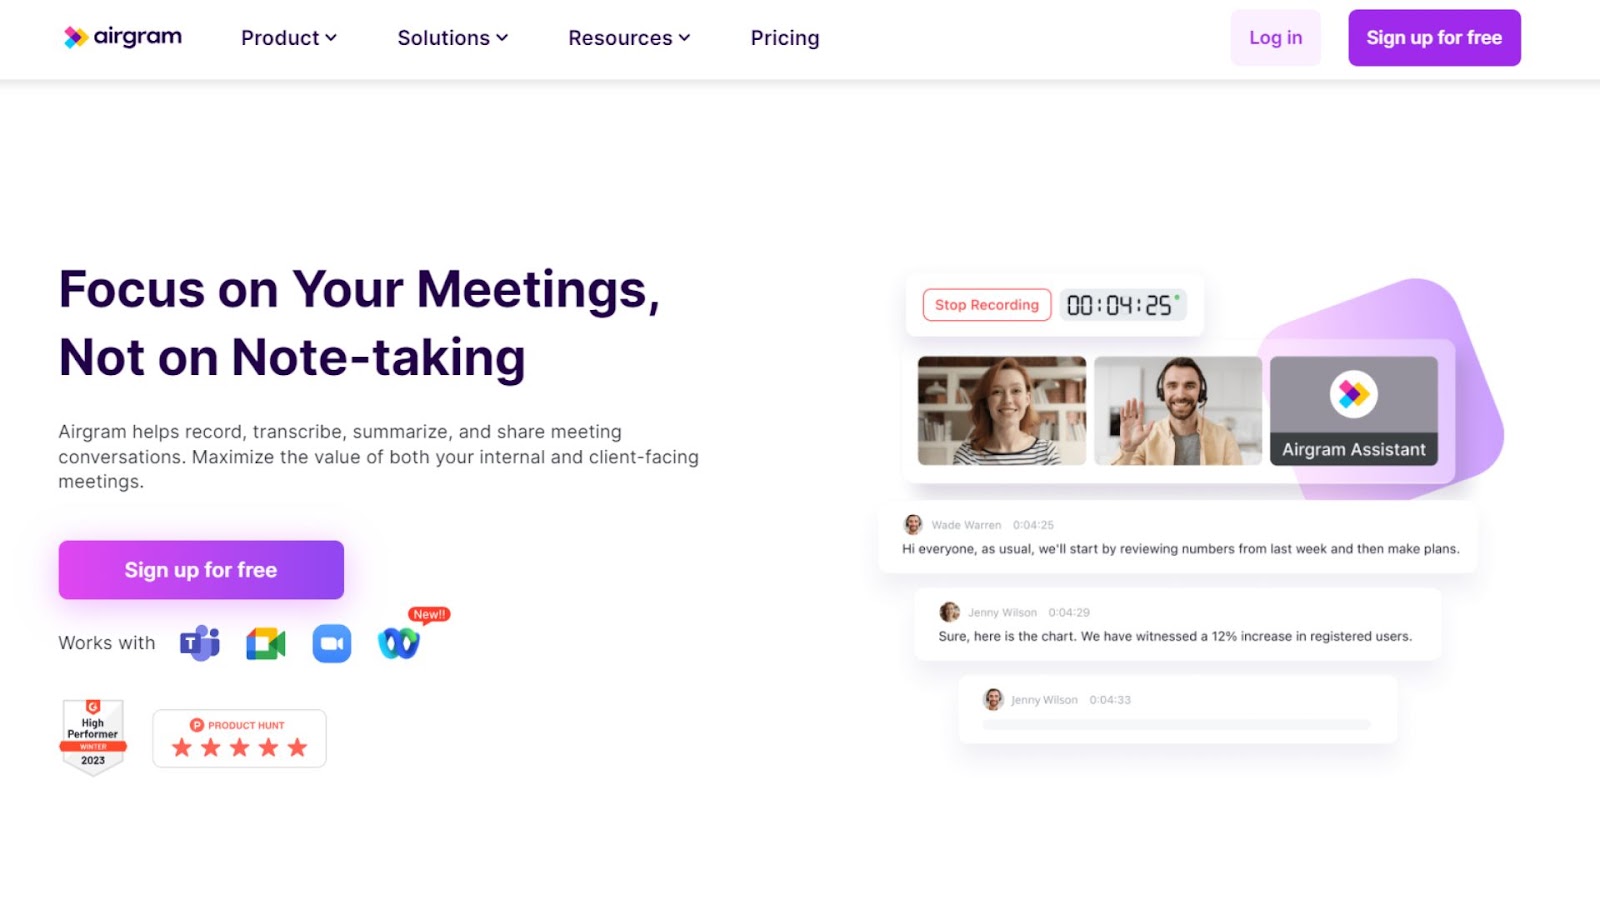 airgram
Product
Solutions
Resources
Pricing
Log in
Sign up for free
Focus on Your Meetings,
Not on Note-taking
Airgram helps record, transcribe, summarize, and share meeting
conversations. Maximize the value of both your internal and client-facing
meetings.
Sign up for free
Works with
T
New!!
G
High
Performer
WINTER
2023
P PRODUCT HUNT
Stop Recording
00:04:25
Airgram Assistant
Wade Warren 0:04:25
Hi everyone, as usual, we'll start by reviewing numbers from last week and then make plans.
Jenny Wilson 0:04:29
Sure, here is the chart. We have witnessed a 12% increase in registered users.
Jenny Wilson 0:04:33